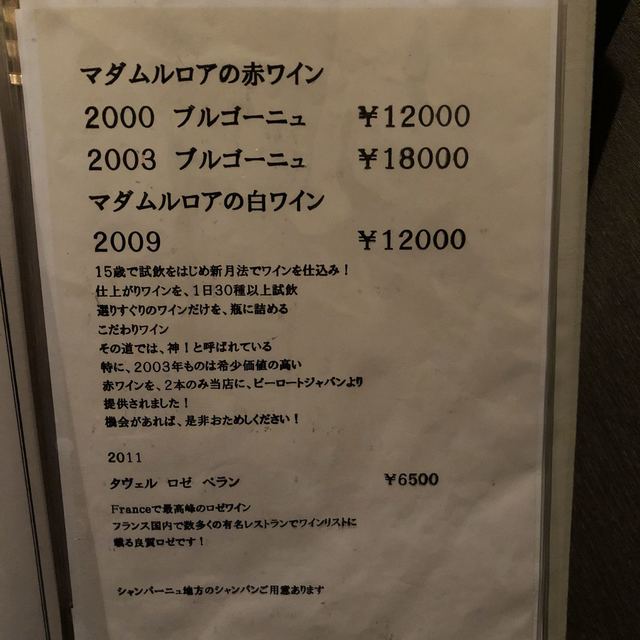 マダムルロアの赤ワイン
2000 ブルゴーニュ ￥12000
2003 ブルゴーニュ ￥18000
マダムルロアの白ワイン
2009 ￥12000
15歳で試飲をはじめ新月法でワインを仕込み！
仕上がりワインを、1日30種以上試飲
選りすぐりのワインだけを、瓶に詰める
こだわりワイン
その道では、神！と呼ばれている
特に、2003年ものは希少価値の高い
赤ワインを、2本のみ当店に、ピーロートジャパンより
提供されました！
機会があれば、是非おためしください！
2011
タヴェル ロゼ ベラン ￥6500
Franceで最高峰のロゼワイン
フランス国内で数多くの有名レストランでワインリストに
載る良質ロゼです！
シャンパーニュ地方のシャンパンご用意あります